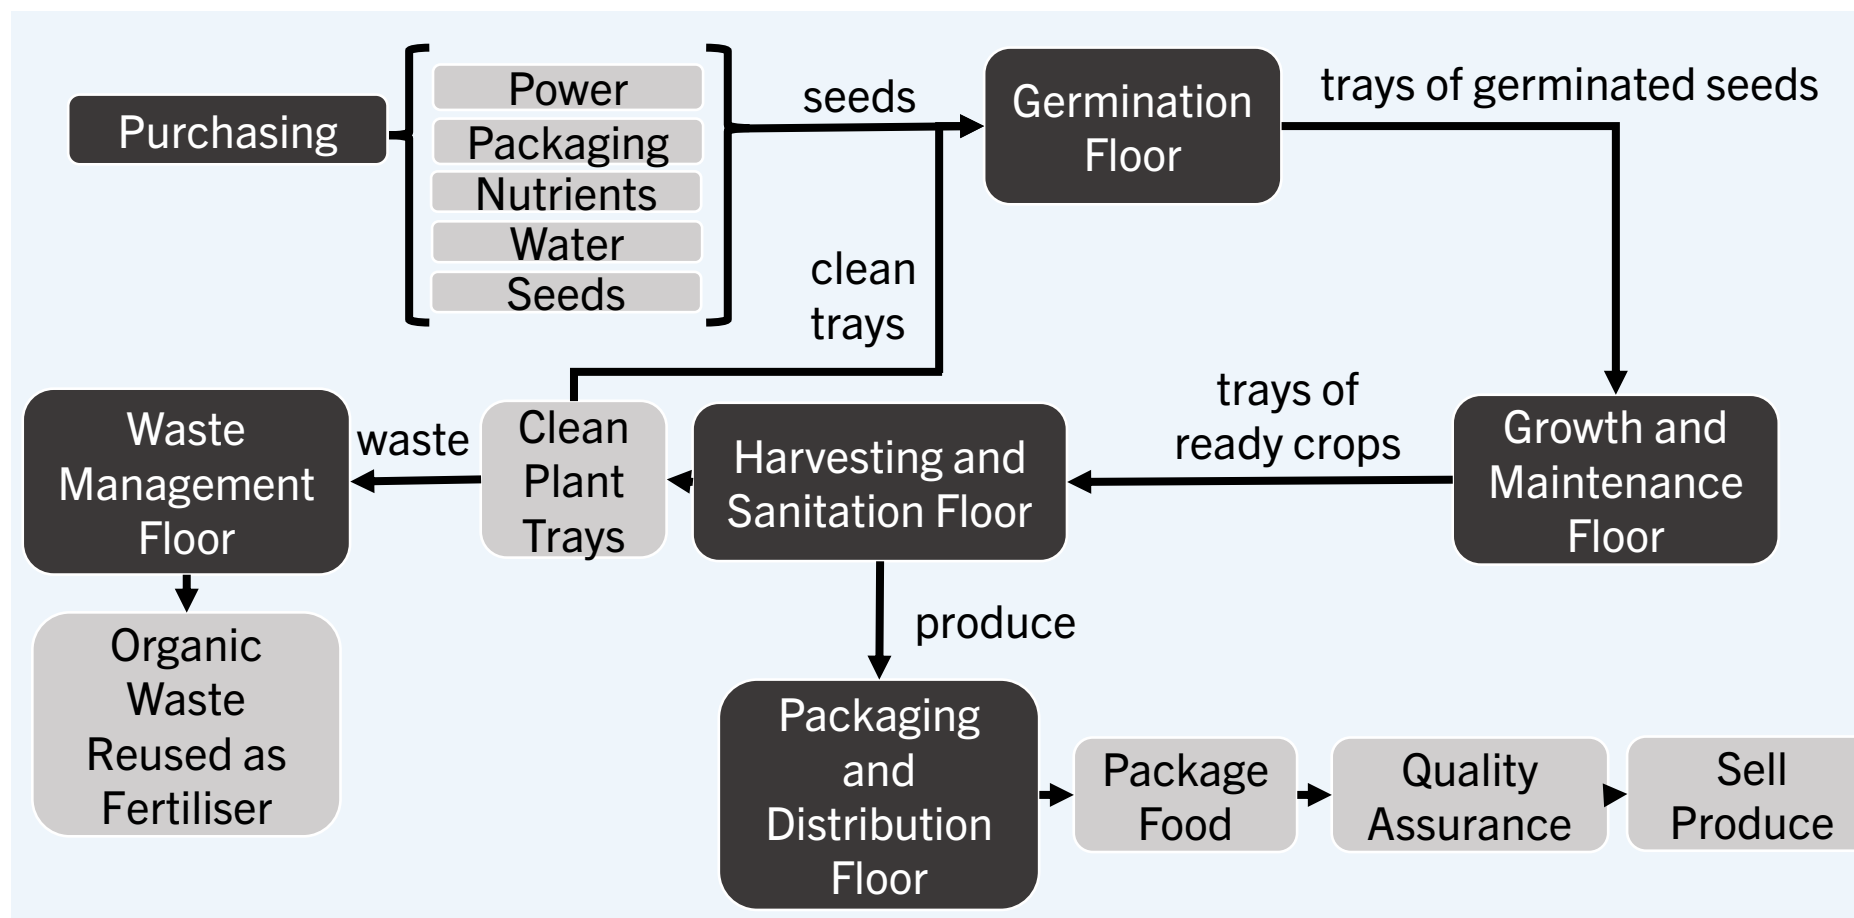 Purchasing
Power
Packaging
Nutrients
Water
Seeds
seeds
Germination
Floor
trays of germinated seeds
clean
trays
Waste
Management
Floor
waste
Clean
Plant
Trays
Harvesting and
Sanitation Floor
trays of
ready crops
Growth and
Maintenance
Floor
Organic
Waste
Reused as
Fertiliser
produce
Packaging
and
Distribution
Floor
Package
Food
Quality
Assurance
Sell
Produce